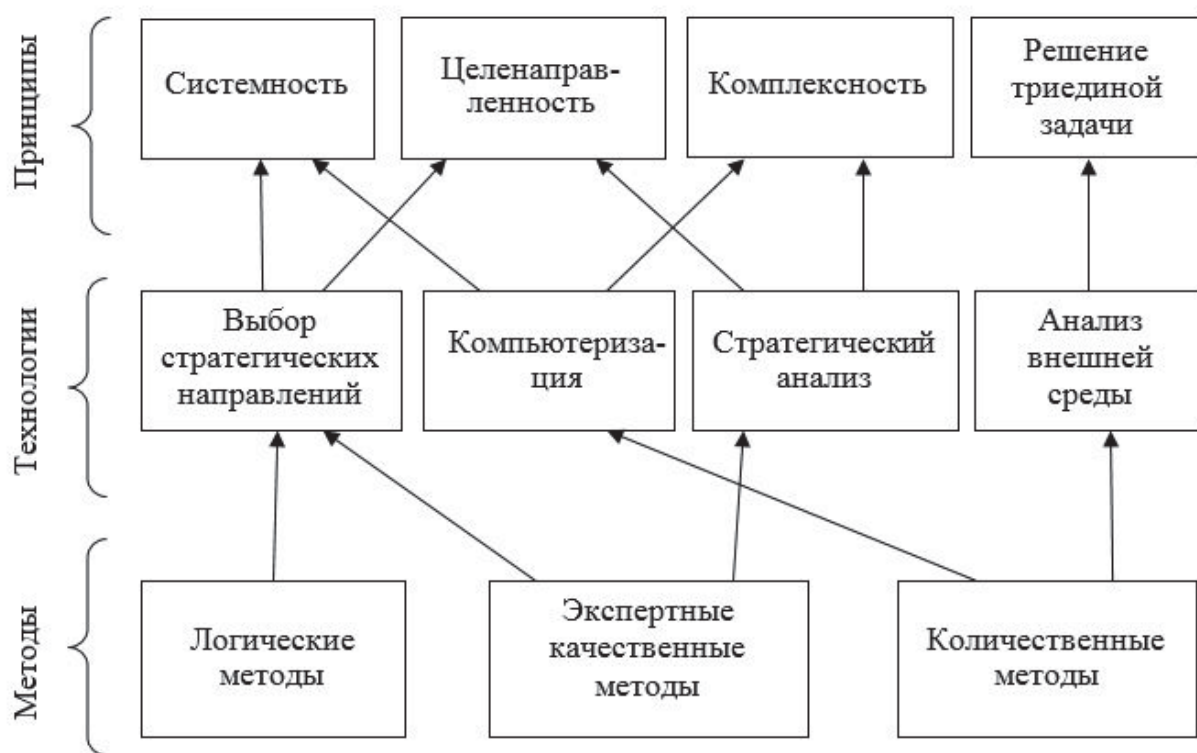 Принципы
Системность
Целенаправ-
ленность
Комплексность
Решение
триединой
задачи
Технологии
Выбор
стратегических
направлений
Компьютериза-
ция
Стратегический
анализ
Анализ
внешней
среды
Методы
Логические
методы
Экспертные
качественные
методы
Количественные
методы